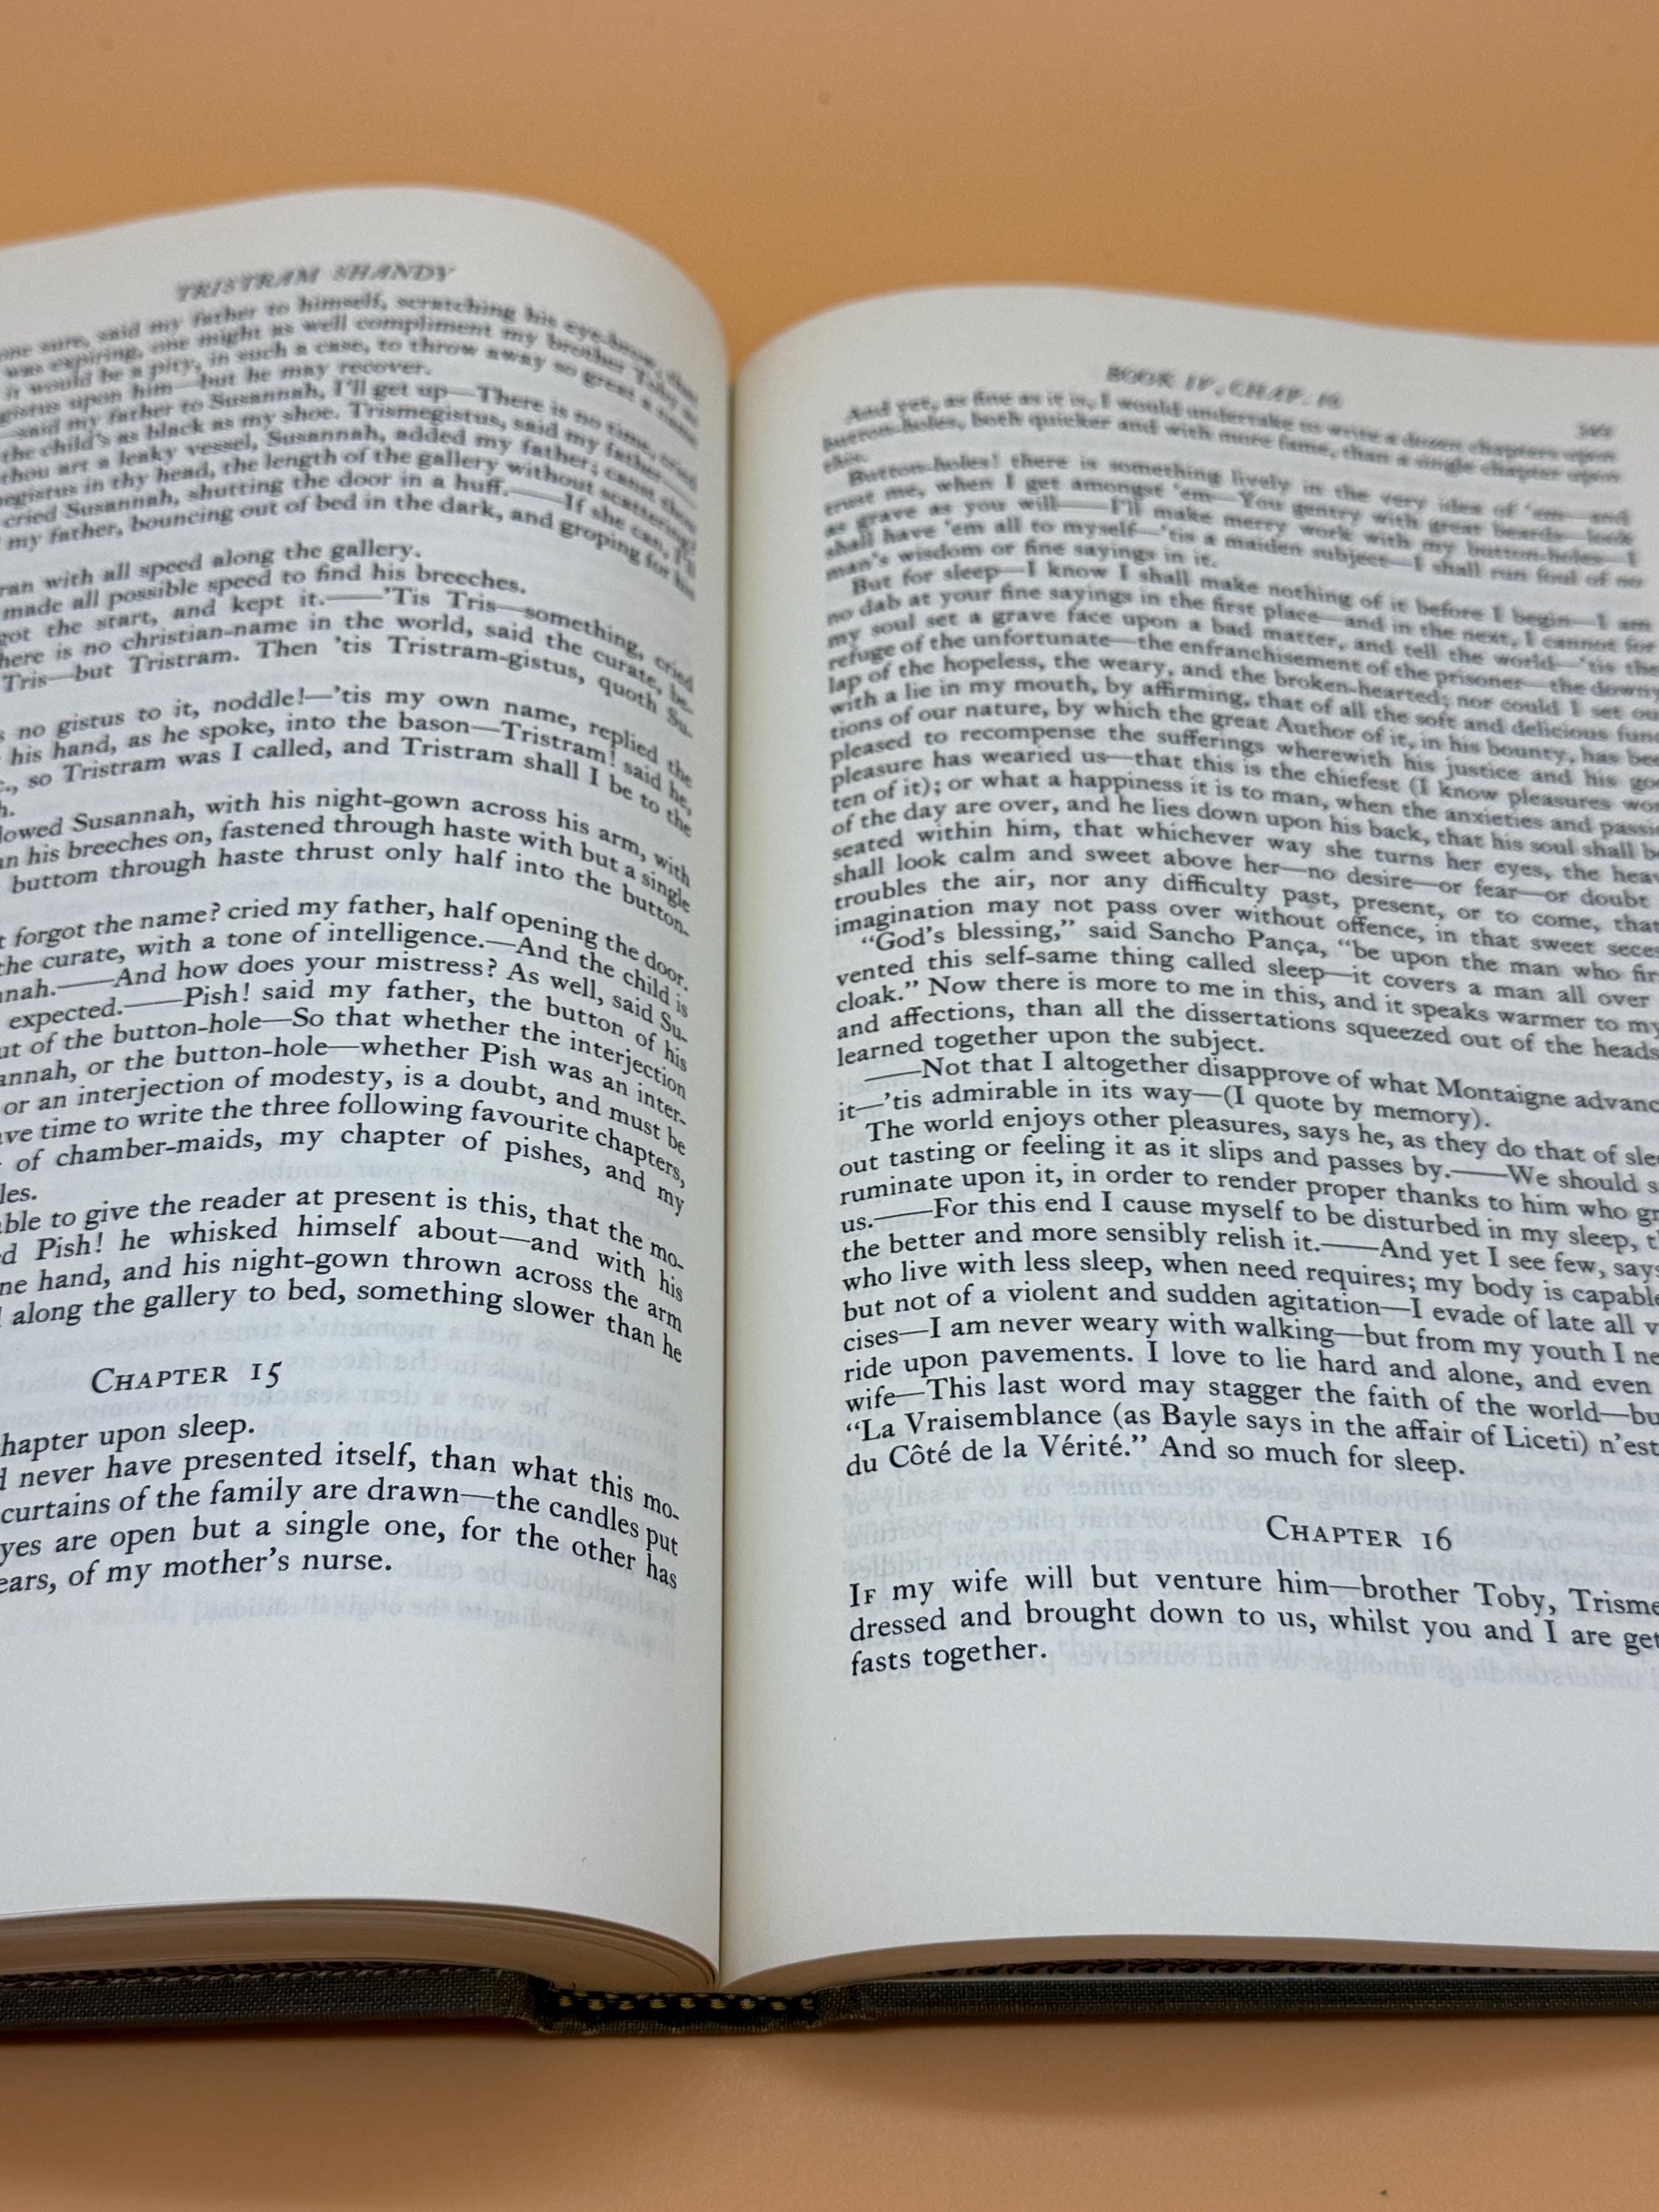 TRISTRAM SHANDY
one sure, said my father to himself, scratching his eye-brow, that
was expiring, one might as well compliment my brother Toby as
it would be a pity, in such a case, to throw away so great a name
gistus upon him—but he may recover.
—said my father to Susannah, I'll get up—There is no time, cried
the child's as black as my shoe. Trismegistus, said my father—
thou art a leaky vessel, Susannah, added my father; canst thou
egistus in thy head, the length of the gallery without scattering?
cried Susannah, shutting the door in a huff.——If she can, I'll
my father, bouncing out of bed in the dark, and groping for his
ran with all speed along the gallery.
made all possible speed to find his breeches.
got the start, and kept it.——'Tis Tris—something, cried
here is no christian-name in the world, said the curate, be-
Tris—but Tristram. Then 'tis Tristram-gistus, quoth Su-
no gistus to it, noddle!—'tis my own name, replied the
his hand, as he spoke, into the bason—Tristram! said he,
c., so Tristram was I called, and Tristram shall I be to the
h.
lowed Susannah, with his night-gown across his arm, with
an his breeches on, fastened through haste with but a single
buttom through haste thrust only half into the button-
t forgot the name? cried my father, half opening the door.
the curate, with a tone of intelligence.—And the child is
nnah.——And how does your mistress? As well, said Su-
expected.——Pish! said my father, the button of his
ut of the button-hole—So that whether the interjection
annah, or the button-hole—whether Pish was an inter-
or an interjection of modesty, is a doubt, and must be
ave time to write the three following favourite chapters,
of chamber-maids, my chapter of pishes, and my
les.
able to give the reader at present is this, that the mo-
ed Pish! he whisked himself about—and with his
ne hand, and his night-gown thrown across the arm
along the gallery to bed, something slower than he
CHAPTER 15
hapter upon sleep.
d never have presented itself, than what this mo-
curtains of the family are drawn—the candles put
yes are open but a single one, for the other has
ears, of my mother's nurse.
BOOK IV, CHAP. 16
And yet, as fine as it is, I would undertake to write a dozen chapters upon
button-holes, both quicker and with more fame, than a single chapter upon
this.
Button-holes! there is something lively in the very idea of 'em—and
trust me, when I get amongst 'em—You gentry with great beards—look
as grave as you will——I'll make merry work with my button-holes—I
shall have 'em all to myself—'tis a maiden subject—I shall run foul of no
man's wisdom or fine sayings in it.
But for sleep—I know I shall make nothing of it before I begin—I am
no dab at your fine sayings in the first place—and in the next, I cannot for
my soul set a grave face upon a bad matter, and tell the world—'tis the
refuge of the unfortunate—the enfranchisement of the prisoner—the downy
lap of the hopeless, the weary, and the broken-hearted; nor could I set out
with a lie in my mouth, by affirming, that of all the soft and delicious func
tions of our nature, by which the great Author of it, in his bounty, has bee
pleased to recompense the sufferings wherewith his justice and his go
pleasure has wearied us—that this is the chiefest (I know pleasures wor
ten of it); or what a happiness it is to man, when the anxieties and passi
of the day are over, and he lies down upon his back, that his soul shall b
seated within him, that whichever way she turns her eyes, the heav
shall look calm and sweet above her—no desire—or fear—or doubt
troubles the air, nor any difficulty past, present, or to come, that
imagination may not pass over without offence, in that sweet seces
“God's blessing,” said Sancho Pança, “be upon the man who firs
vented this self-same thing called sleep—it covers a man all over
cloak.” Now there is more to me in this, and it speaks warmer to my
and affections, than all the dissertations squeezed out of the heads
learned together upon the subject.
——Not that I altogether disapprove of what Montaigne advanc
it—'tis admirable in its way—(I quote by memory).
The world enjoys other pleasures, says he, as they do that of slee
out tasting or feeling it as it slips and passes by.——We should s
ruminate upon it, in order to render proper thanks to him who gr
us.——For this end I cause myself to be disturbed in my sleep, t
the better and more sensibly relish it.——And yet I see few, says
who live with less sleep, when need requires; my body is capable
but not of a violent and sudden agitation—I evade of late all v
cises—I am never weary with walking—but from my youth I ne
ride upon pavements. I love to lie hard and alone, and even
wife—This last word may stagger the faith of the world—bu
“La Vraisemblance (as Bayle says in the affair of Liceti) n'est
du Côté de la Vérité.” And so much for sleep.
CHAPTER 16
IF my wife will but venture him—brother Toby, Trisme
dressed and brought down to us, whilst you and I are get
fasts together.